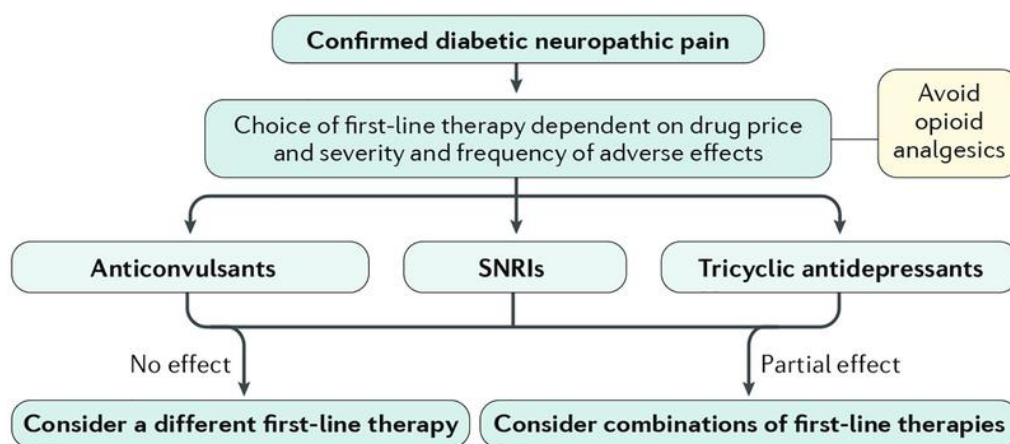 Confirmed diabetic neuropathic pain
Choice of first-line therapy dependent on drug price
and severity and frequency of adverse effects
Avoid
opioid
analgesics
Anticonvulsants
SNRIs
Tricyclic antidepressants
No effect
Partial effect
Consider a different first-line therapy
Consider combinations of first-line therapies